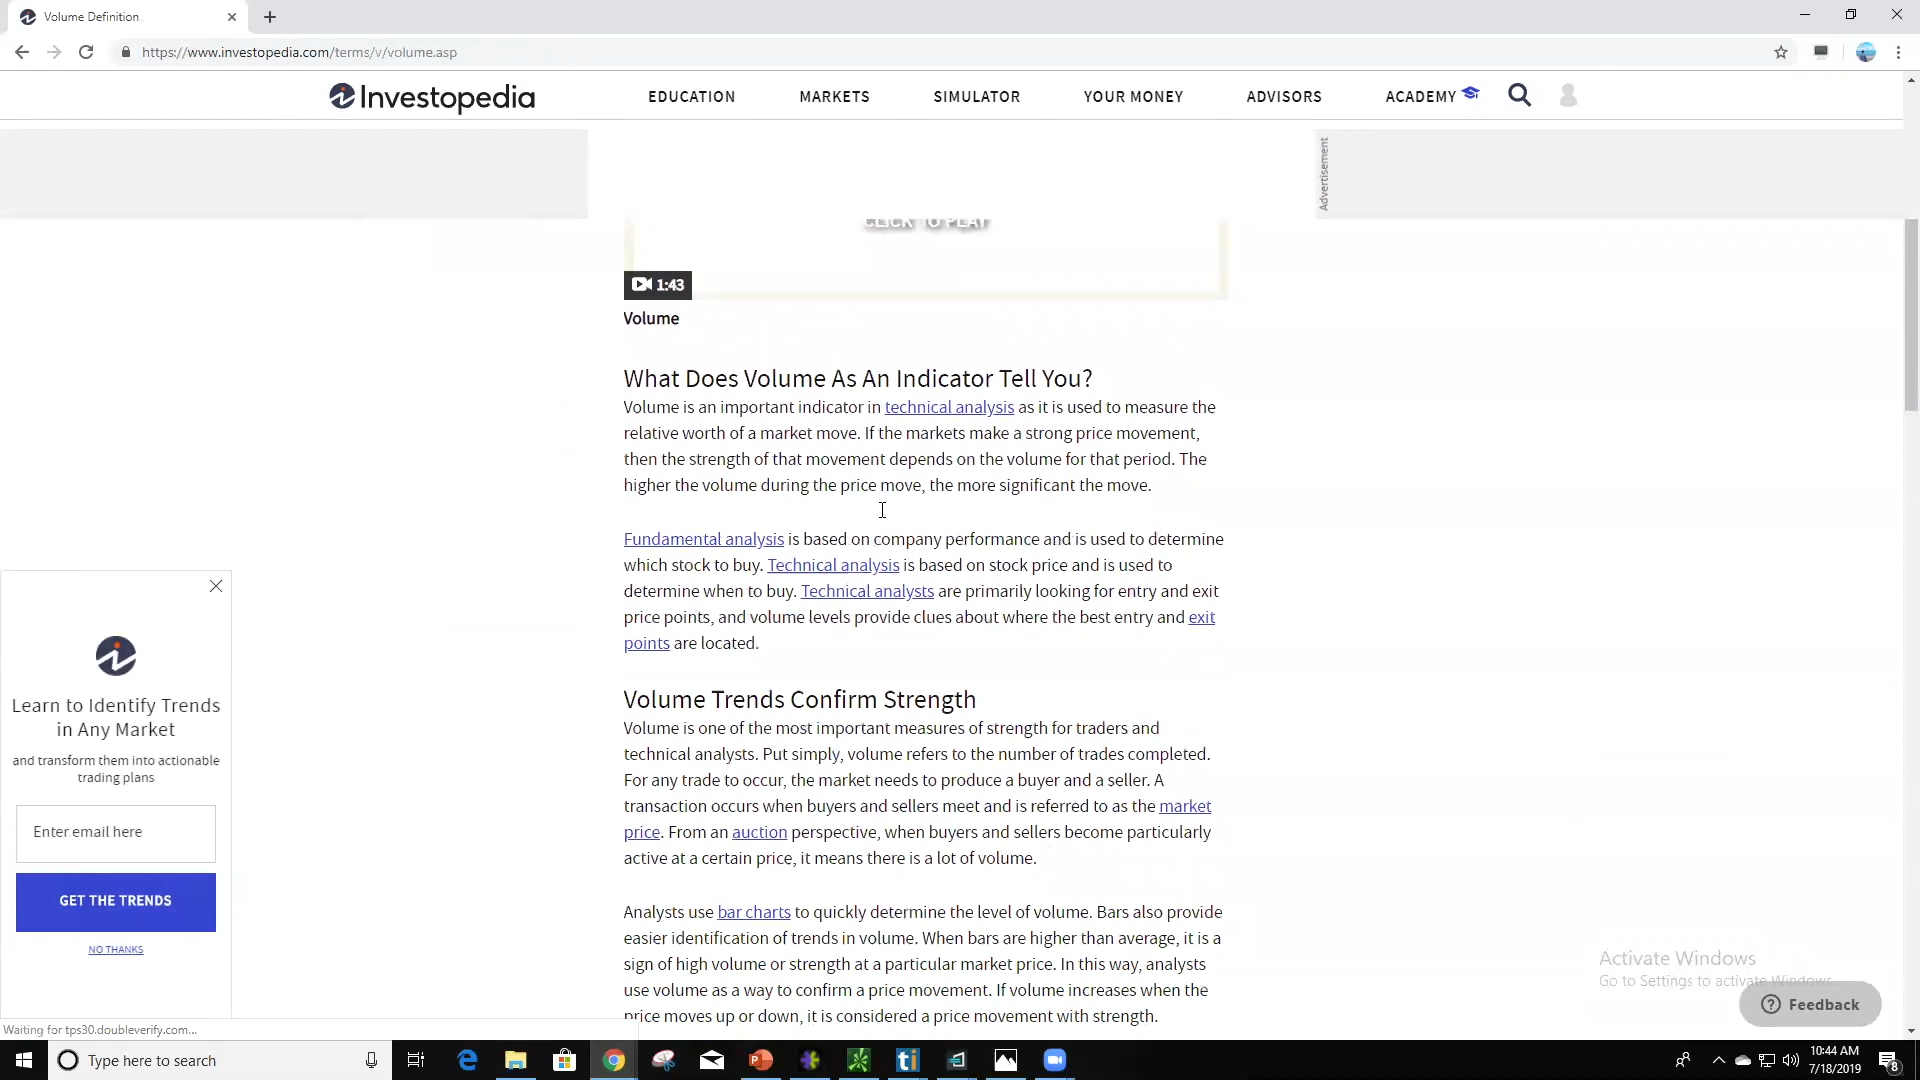 Volume Definition
https://www.investopedia.com/terms/v/volume.asp
Investopedia
EDUCATION
MARKETS
SIMULATOR
YOUR MONEY
ADVISORS
ACADEMY
Advertisement
CLICK TO PLAY
1:43
Volume
What Does Volume As An Indicator Tell You?
Volume is an important indicator in technical analysis as it is used to measure the
relative worth of a market move. If the markets make a strong price movement,
then the strength of that movement depends on the volume for that period. The
higher the volume during the price move, the more significant the move.
Fundamental analysis is based on company performance and is used to determine
which stock to buy. Technical analysis is based on stock price and is used to
determine when to buy. Technical analysts are primarily looking for entry and exit
price points, and volume levels provide clues about where the best entry and exit
points are located.
Volume Trends Confirm Strength
Volume is one of the most important measures of strength for traders and
technical analysts. Put simply, volume refers to the number of trades completed.
For any trade to occur, the market needs to produce a buyer and a seller. A
transaction occurs when buyers and sellers meet and is referred to as the market
price. From an auction perspective, when buyers and sellers become particularly
active at a certain price, it means there is a lot of volume.
Analysts use bar charts to quickly determine the level of volume. Bars also provide
easier identification of trends in volume. When bars are higher than average, it is a
sign of high volume or strength at a particular market price. In this way, analysts
use volume as a way to confirm a price movement. If volume increases when the
price moves up or down, it is considered a price movement with strength.
Learn to Identify Trends
in Any Market
and transform them into actionable
trading plans
Enter email here
GET THE TRENDS
NO THANKS
Activate Windows
Go to Settings to activate Windows.
Feedback
Waiting for tps30.doubleverify.com...
Type here to search
10:44 AM
7/18/2019
8